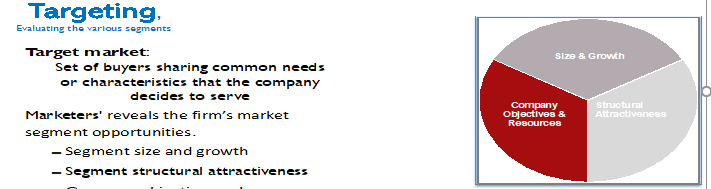 Targeting,
Evaluating the various segments
Target market:
Set of buyers sharing common needs
or characteristics that the company
decides to serve
Marketers' reveals the firm's market
segment opportunities.
– Segment size and growth
– Segment structural attractiveness
Size & Growth
Company
Objectives &
Resources
Structural
Attractiveness